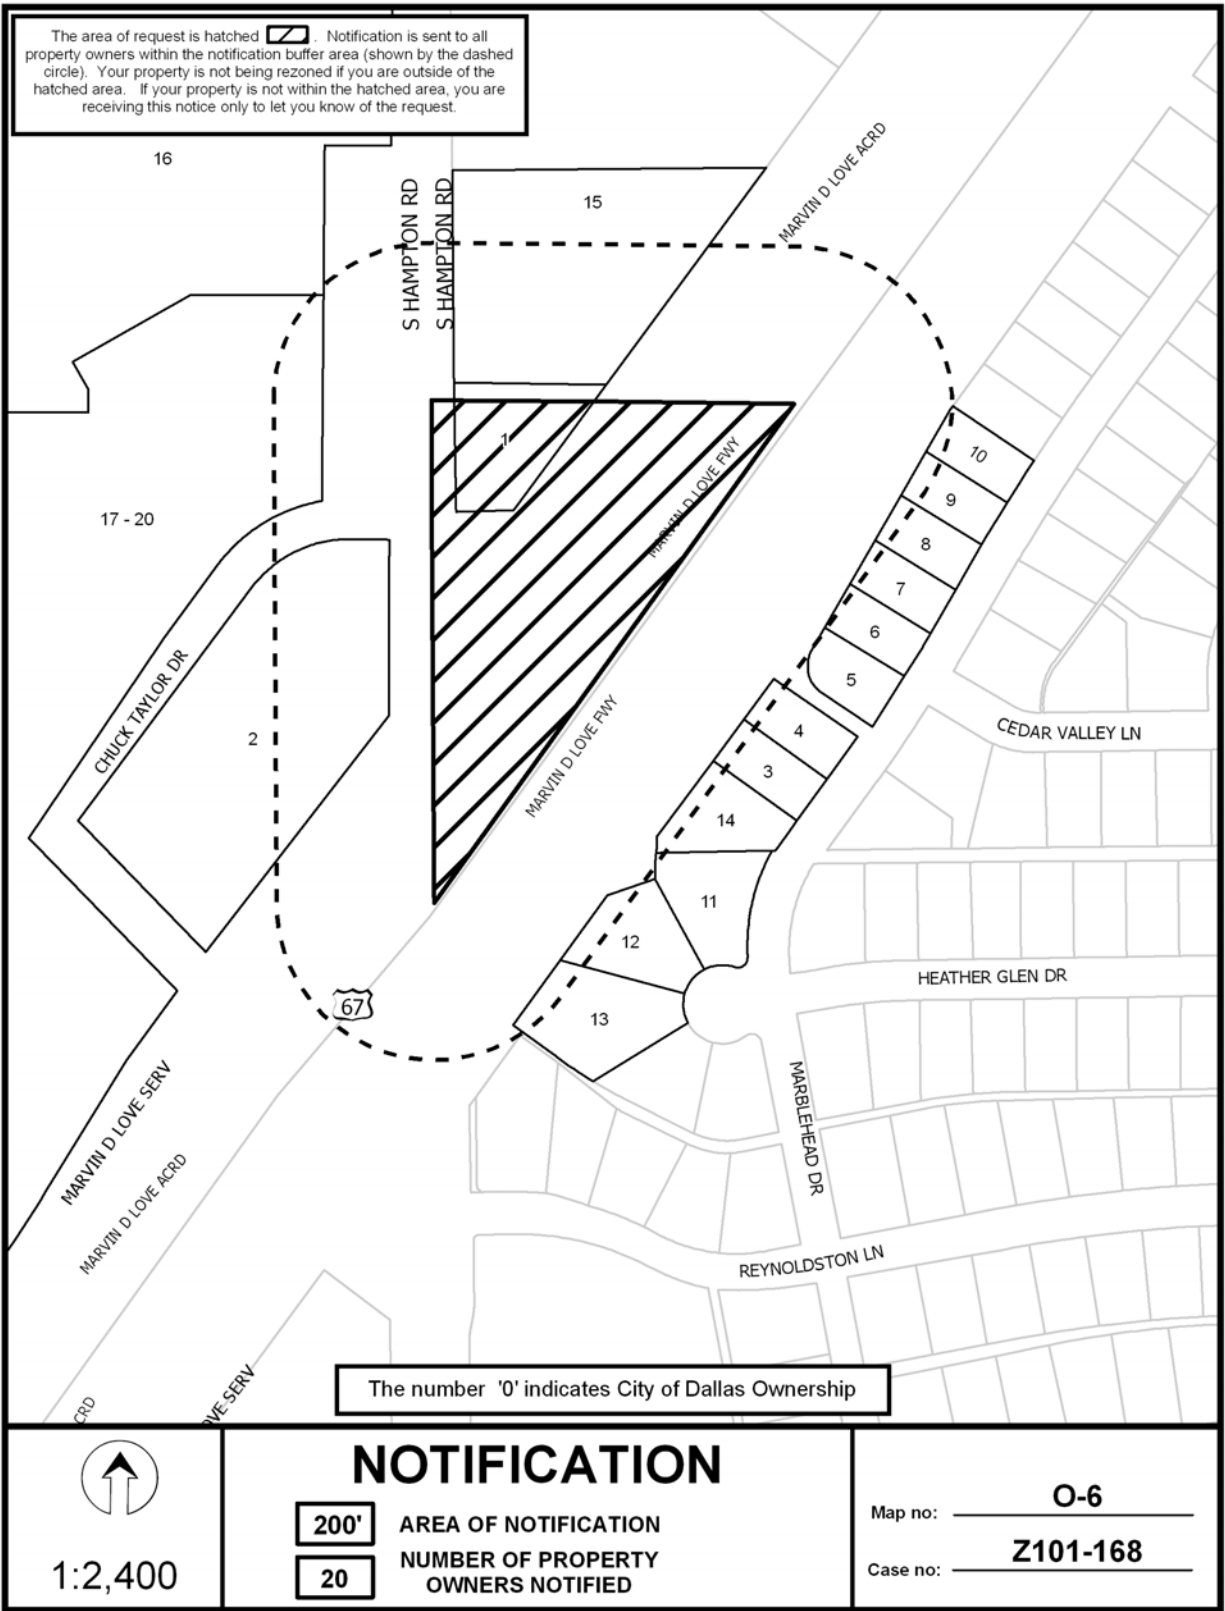 The area of request is hatched . Notification is sent to all
property owners within the notification buffer area (shown by the dashed
circle). Your property is not being rezoned if you are outside of the
hatched area. If your property is not within the hatched area, you are
receiving this notice only to let you know of the request.
16
S HAMPTON RD
S HAMPTON RD
15
MARVIN D LOVE ACRD
1
MARVIN D LOVE FWY
17 - 20
10
9
8
7
6
5
CHUCK TAYLOR DR
2
MARVIN D LOVE FWY
4
3
14
CEDAR VALLEY LN
11
12
13
HEATHER GLEN DR
67
MARVIN D LOVE SERV
MARVIN D LOVE ACRD
MARBLEHEAD DR
REYNOLDSTON LN
CRD
OVE SERV
The number '0' indicates City of Dallas Ownership
1:2,400
NOTIFICATION
200' AREA OF NOTIFICATION
20 NUMBER OF PROPERTY
OWNERS NOTIFIED
Map no: O-6
Case no: Z101-168